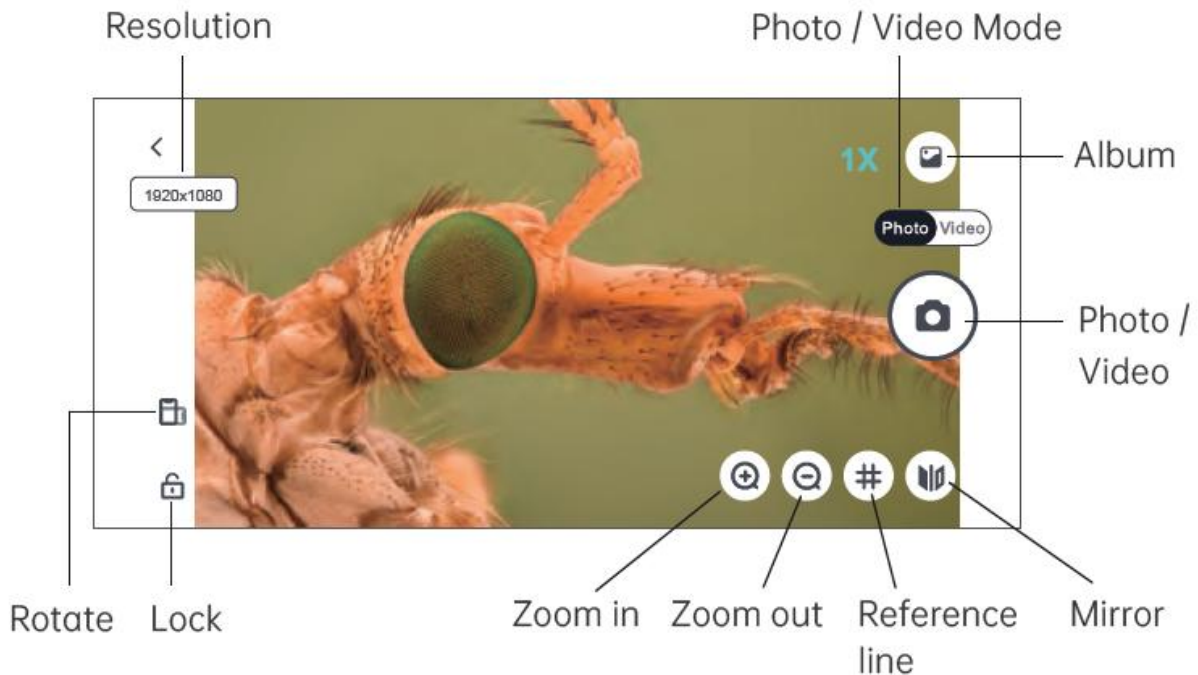 Resolution
Photo / Video Mode
1X
Album
1920x1080
Photo Video
Photo /
Video
Rotate Lock
Zoom in Zoom out Reference
line
Mirror